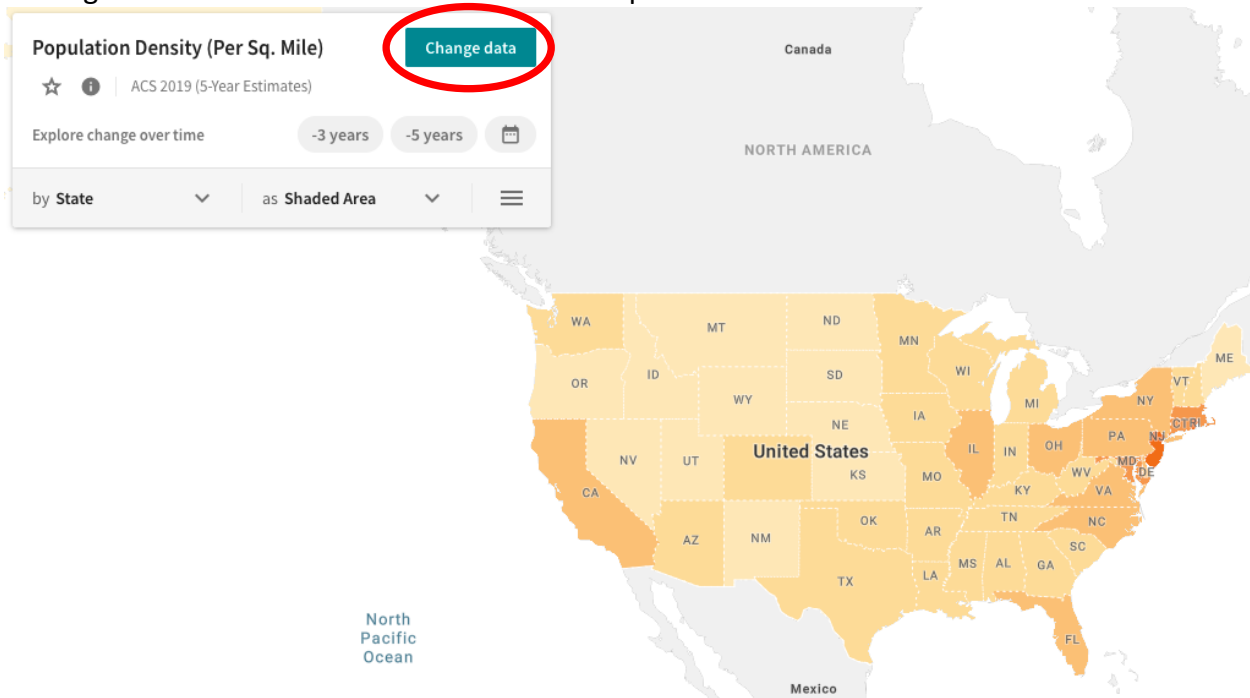 Population Density (Per Sq. Mile)
Change data
ACS 2019 (5-Year Estimates)
Explore change over time
-3 years
-5 years
by State
as Shaded Area
Canada
NORTH AMERICA
WA
MT
ND
MN
OR
ID
SD
WI
ME
VT
WY
MI
NY
NE
IA
CT RI
United States
PA
NJ
NV
UT
KS
MO
IL
IN
OH
MD
DE
WV
CA
KY
VA
OK
TN
NC
AZ
NM
AR
SC
TX
LA
MS
AL
GA
North
Pacific
Ocean
FL
Mexico